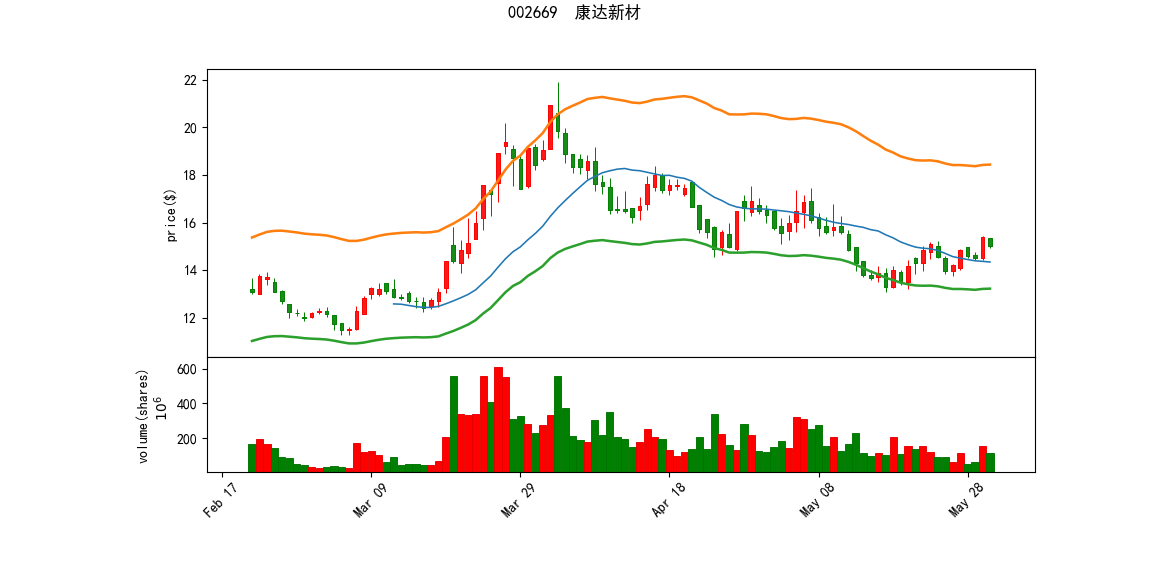 002669 康达新材
price($)
22
20
18
16
14
12
volume(shares)
10^6
600
400
200
Feb 17
Mar 09
Mar 29
Apr 18
May 08
May 28